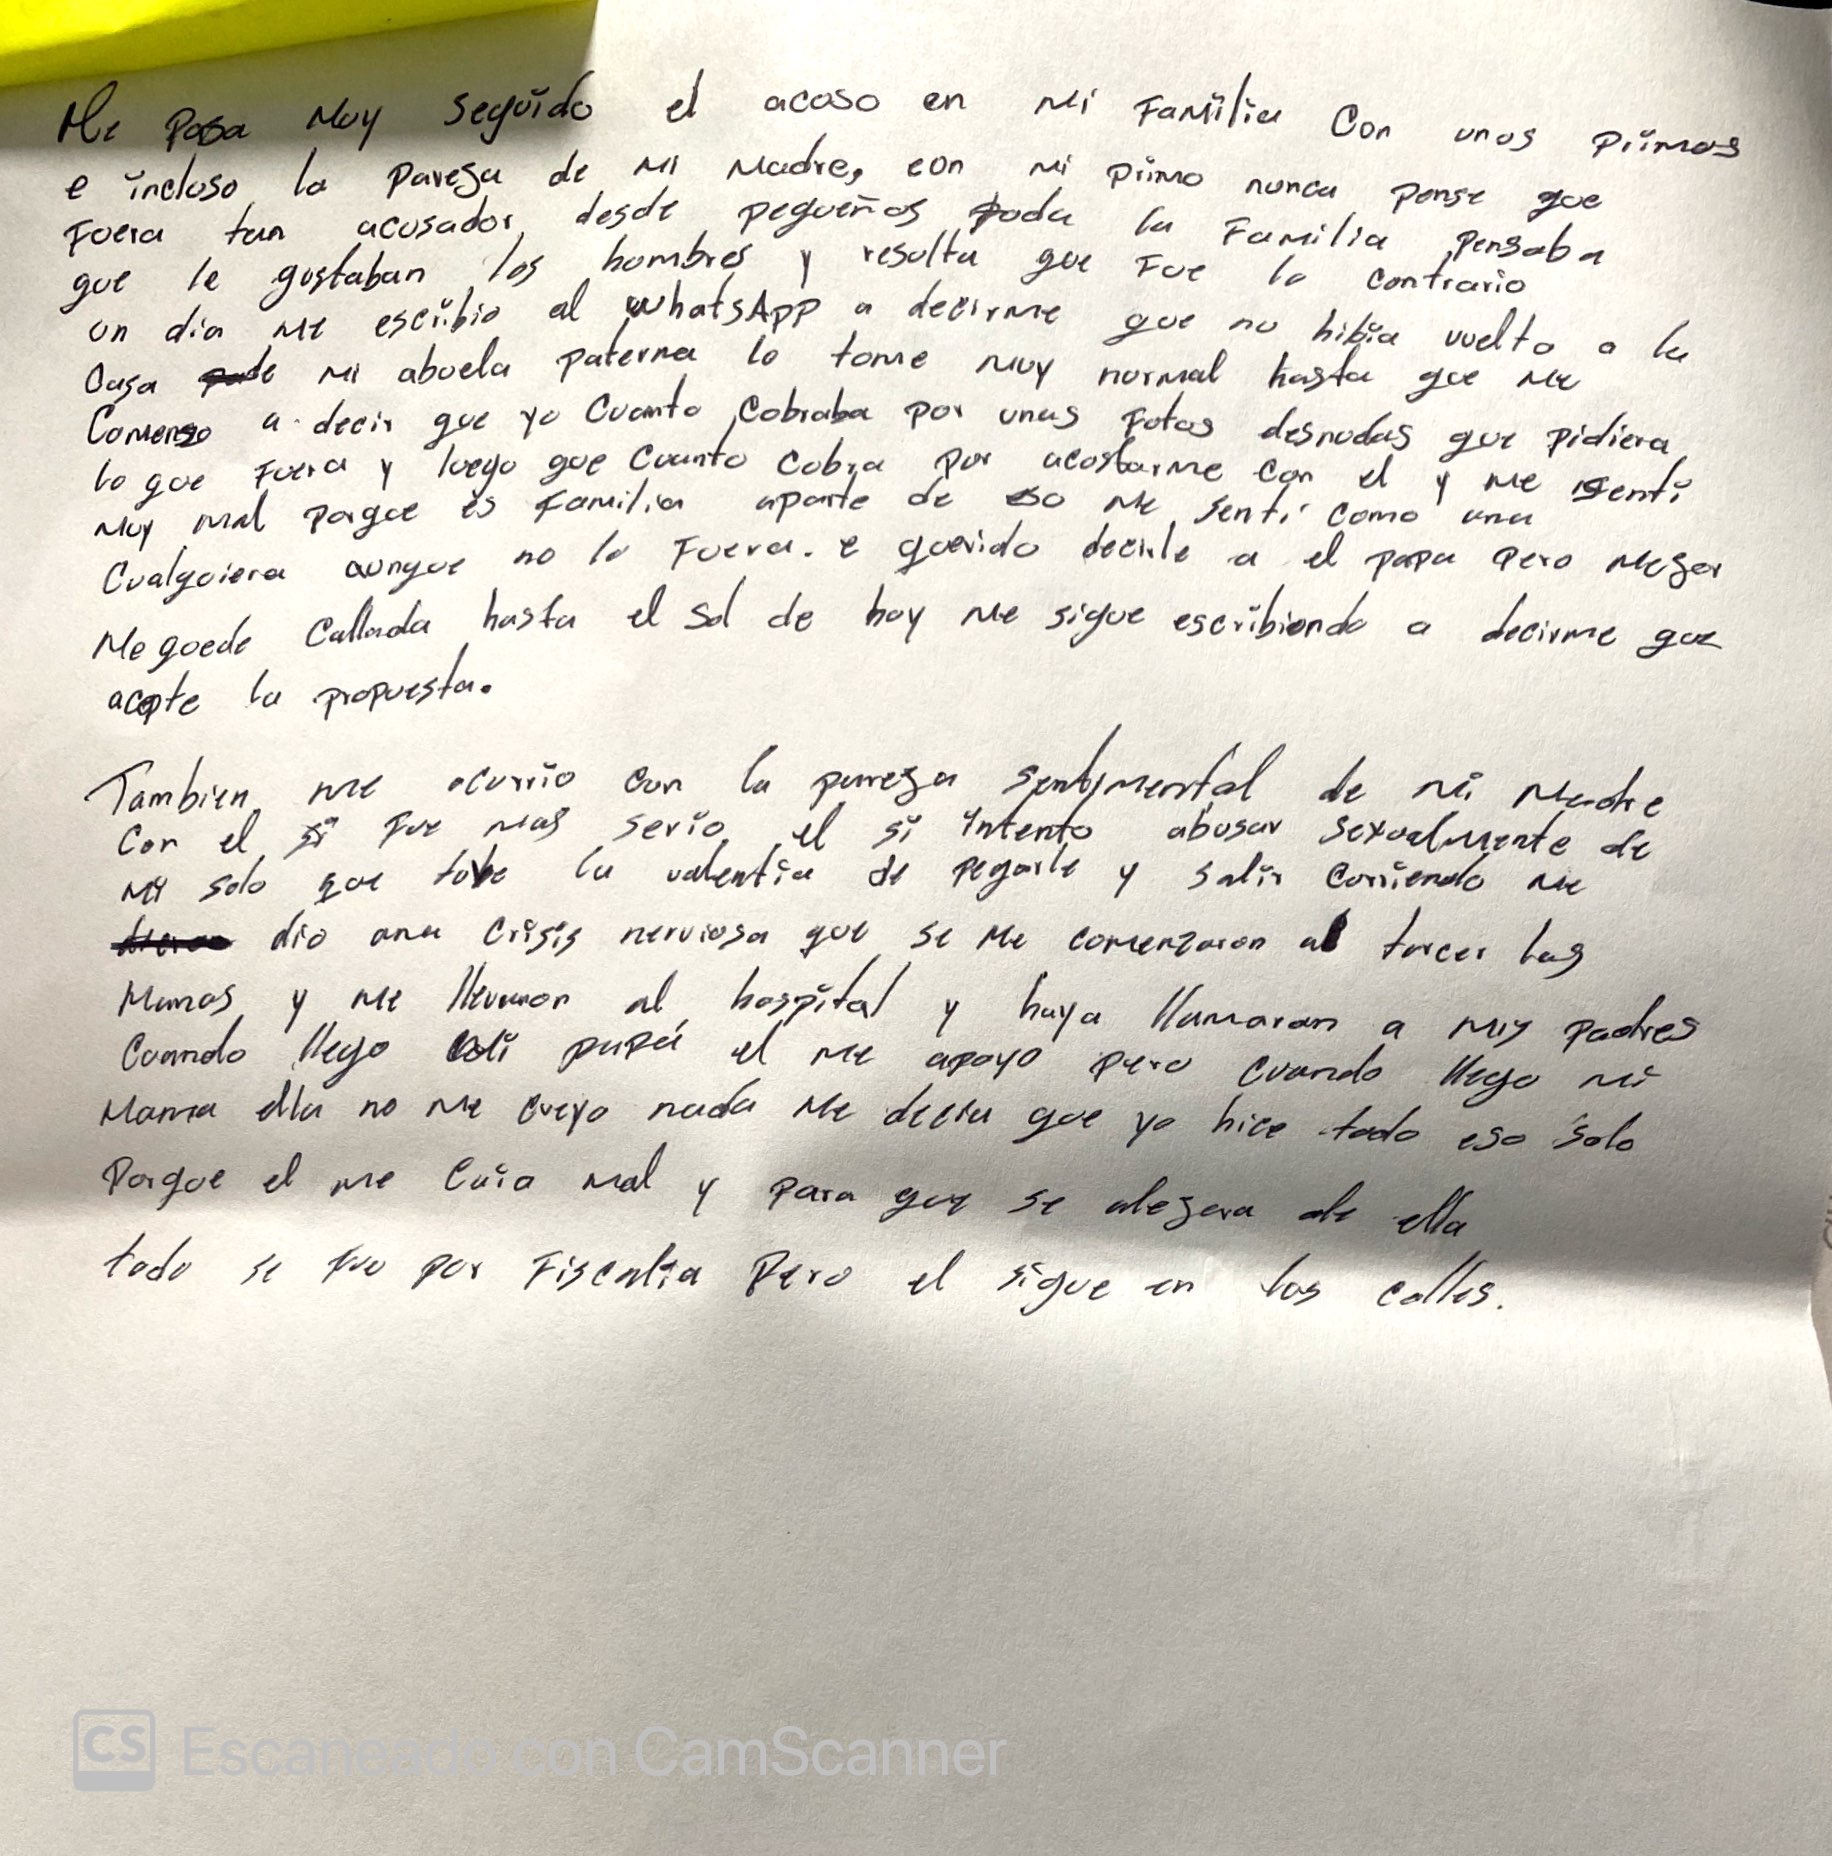 Me pasa muy seguido el acoso en mi Familia Con unos primos
e incluso la pareja de mi madre, con mi primo nunca pense que
Fuera tan acosador, desde pequeños toda la Familia pensaba
que le gustaban los hombres y resulta que Fue lo contrario
un dia me escribio al WhatsApp a decirme que no hibia vuelto a la
Casa de mi abuela paterna lo tome muy normal hasta que me
Comenso a decir que yo Cuanto Cobraba por unas Fotos desnudas que pidiera
lo que Fuera y luego que Cuanto Cobra por acostarme con el y me senti
muy mal porque es Familia aparte de eso me senti como una
Cualquiera aunque no lo Fuera. e querido decirle a el papa pero mejor
Me quede Callada hasta el Sol de hoy me sigue escribiendo a decirme que
acepte la propuesta.
Tambien me ocurrio con la pareja sentimental de mi Madre
Con el si Fue mas serio, el si intento abusar sexualmente de
mi solo que tube la valentia de pegarle y salir corriendo me
dio una Crisis nerviosa que se me comenzaron al torcer las
Manos y me llevaron al hospital y haya llamaron a mis padres
Cuando llego mi papá el me apoyo pero cuando llego mi
Mama ella no me creyo nada me decia que yo hice todo eso solo
Porque el me Caia mal y para que se alejara de ella
todo se fue por Fiscalia Pero el sigue en las calles.
CS Escaneado con CamScanner